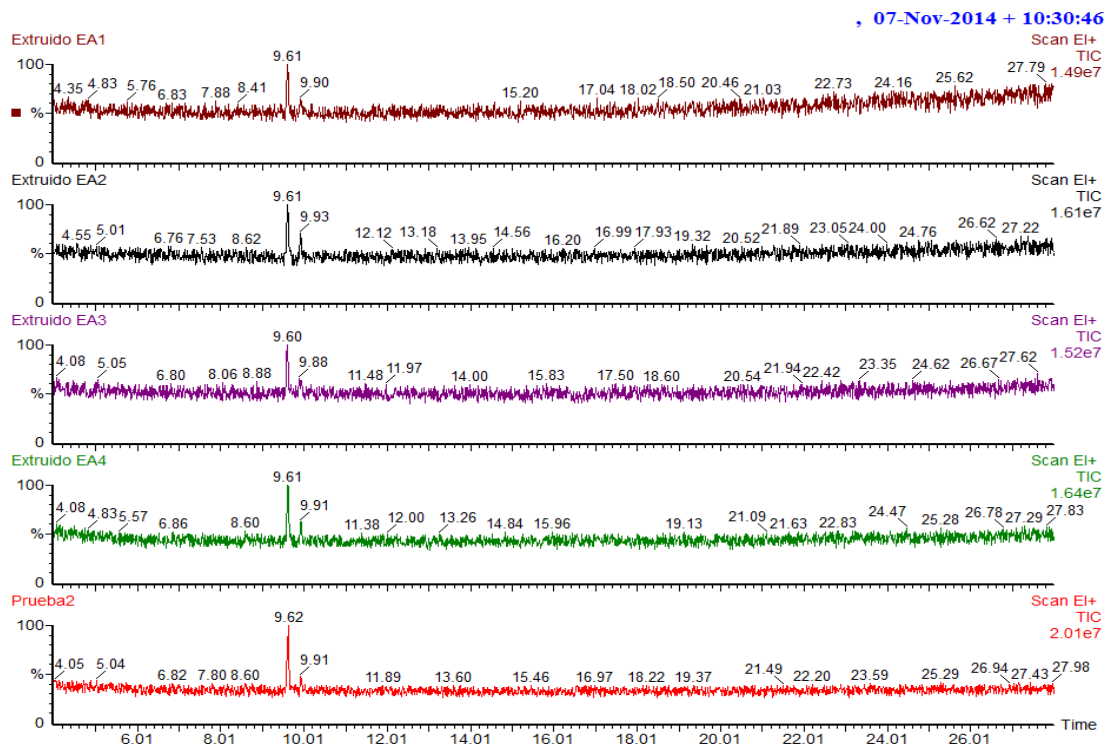 , 07-Nov-2014 + 10:30:46
Extruido EA1
Scan EI+
TIC
1.49e7
100
%
0
4.35 4.83 5.76 6.83 7.88 8.41 9.61 9.90 15.20 17.04 18.02 18.50 20.46 21.03 22.73 24.16 25.62 27.79
Extruido EA2
Scan EI+
TIC
1.61e7
100
%
0
4.55 5.01 6.76 7.53 8.62 9.61 9.93 12.12 13.18 13.95 14.56 16.20 16.99 17.93 19.32 20.52 21.89 23.05 24.00 24.76 26.62 27.22
Extruido EA3
Scan EI+
TIC
1.52e7
100
%
0
4.08 5.05 6.80 8.06 8.88 9.60 9.88 11.48 11.97 14.00 15.83 17.50 18.60 20.54 21.94 22.42 23.35 24.62 26.67 27.62
Extruido EA4
Scan EI+
TIC
1.64e7
100
%
0
4.08 4.83 5.57 6.86 8.60 9.61 9.91 11.38 12.00 13.26 14.84 15.96 19.13 21.09 21.63 22.83 24.47 25.28 26.78 27.29 27.83
Prueba2
Scan EI+
TIC
2.01e7
100
%
0
4.05 5.04 6.82 7.80 8.60 9.62 9.91 11.89 13.60 15.46 16.97 18.22 19.37 21.49 22.20 23.59 25.29 26.94 27.43 27.98
Time
6.01 8.01 10.01 12.01 14.01 16.01 18.01 20.01 22.01 24.01 26.01